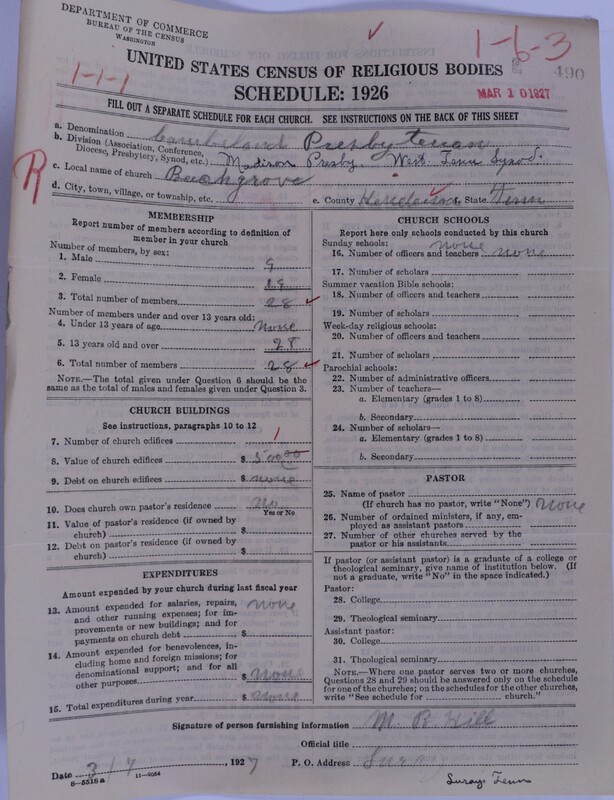 DEPARTMENT OF COMMERCE
BUREAU OF THE CENSUS
WASHINGTON
1-6-3
490
1-1-1
MAR 10 1927
UNITED STATES CENSUS OF RELIGIOUS BODIES
SCHEDULE: 1926
FILL OUT A SEPARATE SCHEDULE FOR EACH CHURCH. SEE INSTRUCTIONS ON THE BACK OF THIS SHEET
R
a. Denomination Cumberland Presbyterian
b. Division (Association, Conference, Diocese, Presbytery, Synod, etc.) Madison Presby. West Tenn Synod.
c. Local name of church
d. City, town, village, or township, etc.
e. County Henderson State Tenn
MEMBERSHIP
Report number of members according to definition of
member in your church
Number of members, by sex:
1. Male 9
2. Female 19
3. Total number of members 28
Number of members under and over 13 years old:
4. Under 13 years of age none
5. 13 years old and over 28
6. Total number of members 28
NOTE.—The total given under Question 6 should be the
same as the total of males and females given under Question 3.
CHURCH BUILDINGS
See instructions, paragraphs 10 to 12
7. Number of church edifices 1
8. Value of church edifices $ 500.00
9. Debt on church edifices $ none
10. Does church own pastor's residence? No
Yes or No
11. Value of pastor's residence (if owned by
church) $
12. Debt on pastor's residence (if owned by
church) $
EXPENDITURES
Amount expended by your church during last fiscal year
13. Amount expended for salaries, repairs, none
and other running expenses; for im-
provements or new buildings; and for
payments on church debt $
14. Amount expended for benevolences, in-
cluding home and foreign missions; for
denominational support; and for all
other purposes $ none
15. Total expenditures during year $ none
CHURCH SCHOOLS
Report here only schools conducted by this church
Sunday schools: none
16. Number of officers and teachers none
17. Number of scholars
Summer vacation Bible schools:
18. Number of officers and teachers
19. Number of scholars
Week-day religious schools:
20. Number of officers and teachers
21. Number of scholars
Parochial schools:
22. Number of administrative officers
23. Number of teachers—
a. Elementary (grades 1 to 8)
b. Secondary
24. Number of scholars—
a. Elementary (grades 1 to 8)
b. Secondary
PASTOR
25. Name of pastor
(If church has no pastor, write "None") none
26. Number of ordained ministers, if any, em-
ployed as assistant pastors
27. Number of other churches served by the
pastor or his assistants
If pastor (or assistant pastor) is a graduate of a college or
theological seminary, give name of institution below. (If
not a graduate, write "No" in the space indicated.)
Pastor:
28. College
29. Theological seminary
Assistant pastor:
30. College
31. Theological seminary
NOTE.—Where one pastor serves two or more churches,
Questions 28 and 29 should be answered only on the schedule
for one of the churches; on the schedules for the other churches,
write "See schedule for church."
Signature of person furnishing information M. R. Hill
Official title
Date 3/7, 1927 P. O. Address
8-5518a 11-9054
Tenn